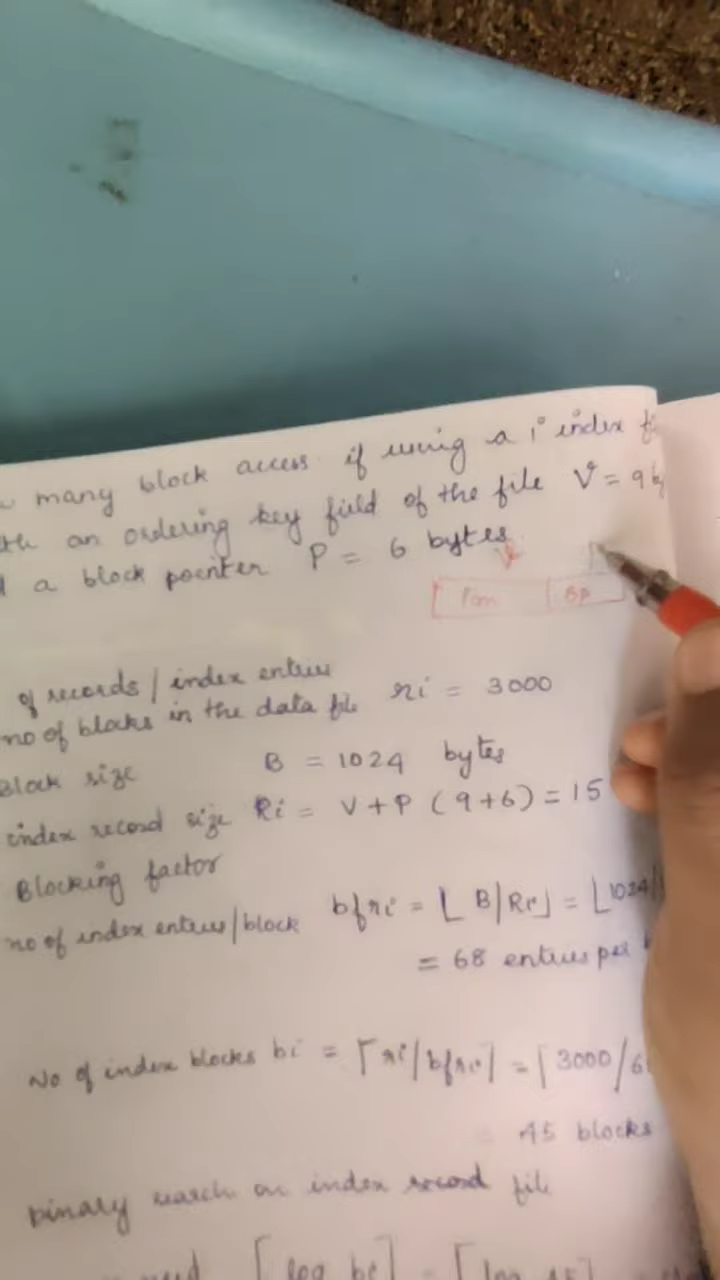 many block access if using a 1° index
an ordering key field of the file V = 9
a block pointer P = 6 bytes
V
BP
of records / index entries
no of blocks in the data file ri = 3000
Block size B = 1024 bytes
index record size Ri = V + P (9+6) = 15
Blocking factor
no of index entries/block bfri = ⌊B/Ri⌋ = ⌊1024/
= 68 entries per
No of index blocks bi = ⌈ri/bfri⌉ = ⌈3000/6
= 45 blocks
binary search on index record file